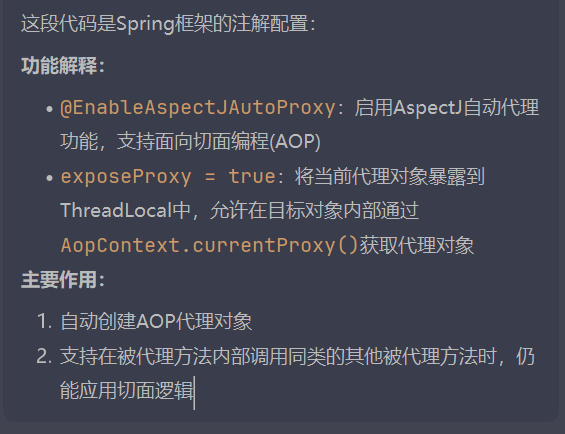 这段代码是Spring框架的注解配置：
功能解释：
• @EnableAspectJAutoProxy：启用AspectJ自动代理
功能，支持面向切面编程(AOP)
• exposeProxy = true：将当前代理对象暴露到
ThreadLocal中，允许在目标对象内部通过
AopContext.currentProxy()获取代理对象
主要作用：
1. 自动创建AOP代理对象
2. 支持在被代理方法内部调用同类的其他被代理方法时，仍
能应用切面逻辑